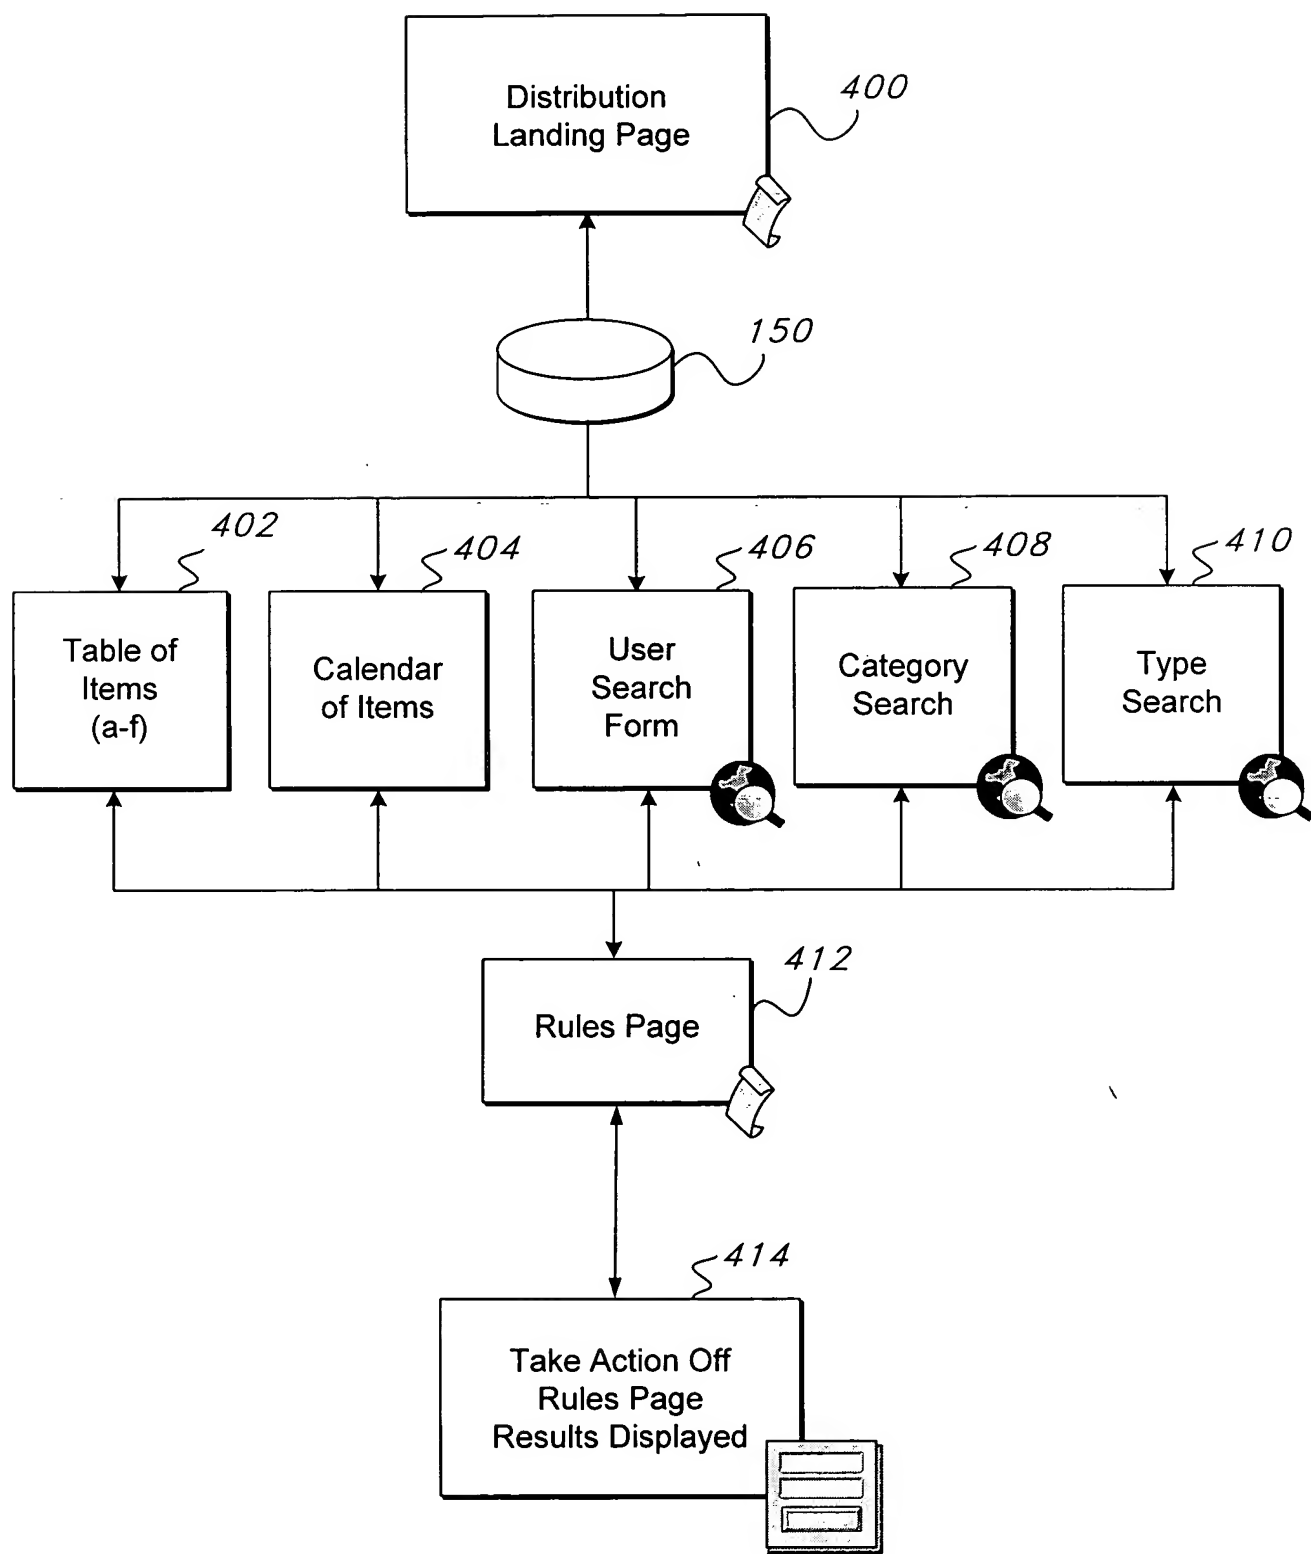 Distribution
Landing Page
400
150
402
404
406
408
410
Table of
Items
(a-f)
Calendar
of Items
User
Search
Form
Category
Search
Type
Search
412
Rules Page
414
Take Action Off
Rules Page
Results Displayed